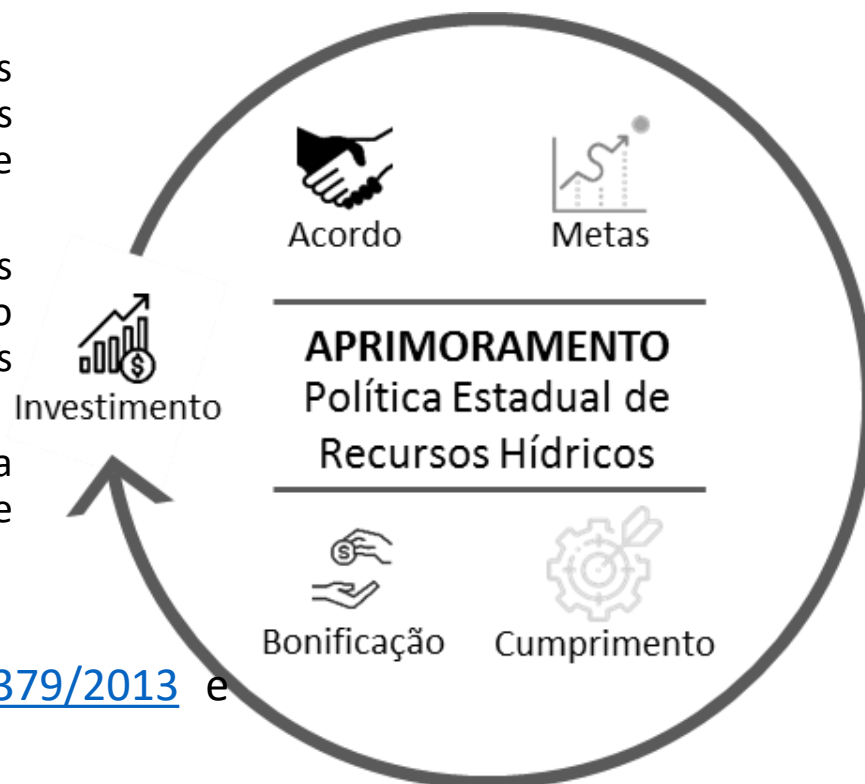 s
s
e
Acordo
Metas
s
o
s
Investimento
APRIMORAMENTO
Política Estadual de
Recursos Hídricos
a
e
Bonificação
Cumprimento
379/2013 e